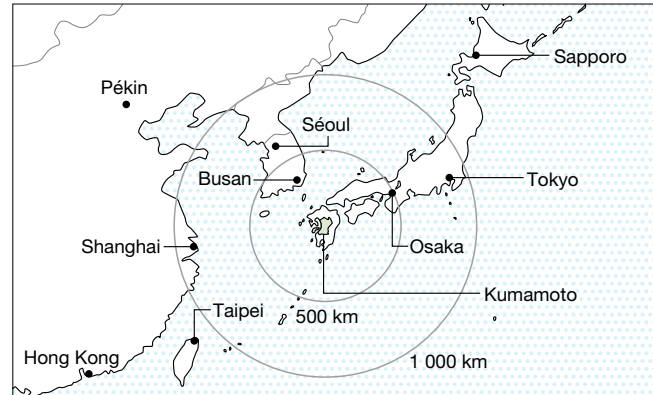 Sapporo
Pékin
Séoul
Busan
Tokyo
Shanghai
Osaka
Kumamoto
Taipei
500 km
Hong Kong
1 000 km